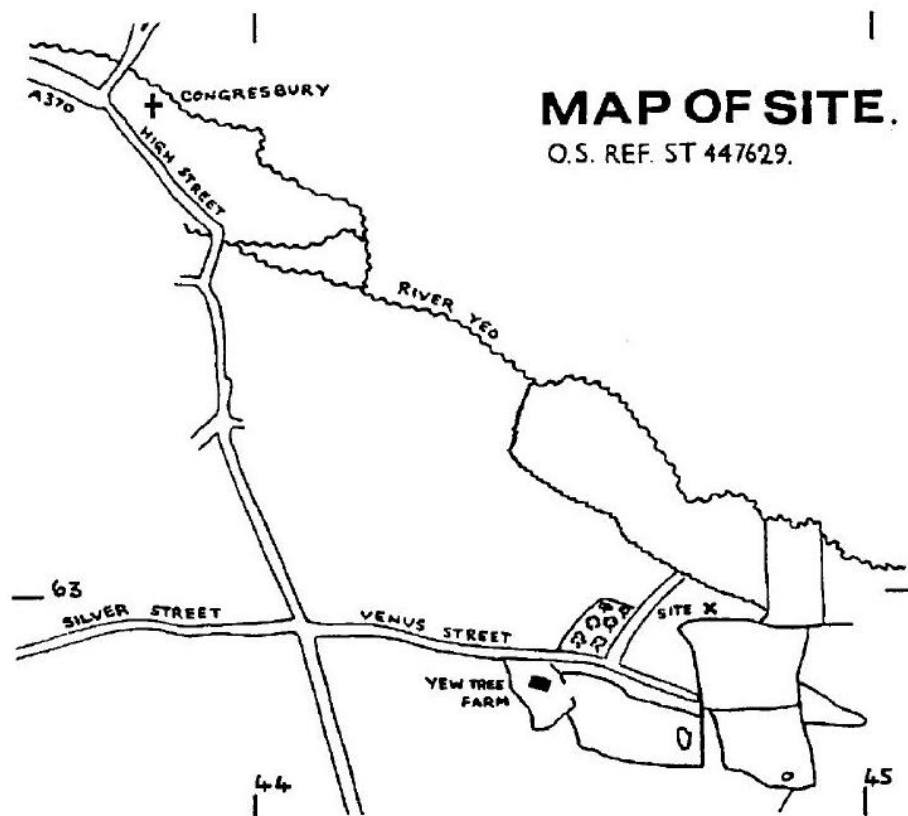 MAP OF SITE.
O.S. REF. ST 447629.
CONGRESBURY
A370
HIGH STREET
RIVER YEO
63
SILVER STREET
VENUS STREET
SITE X
YEW TREE
FARM
44
45